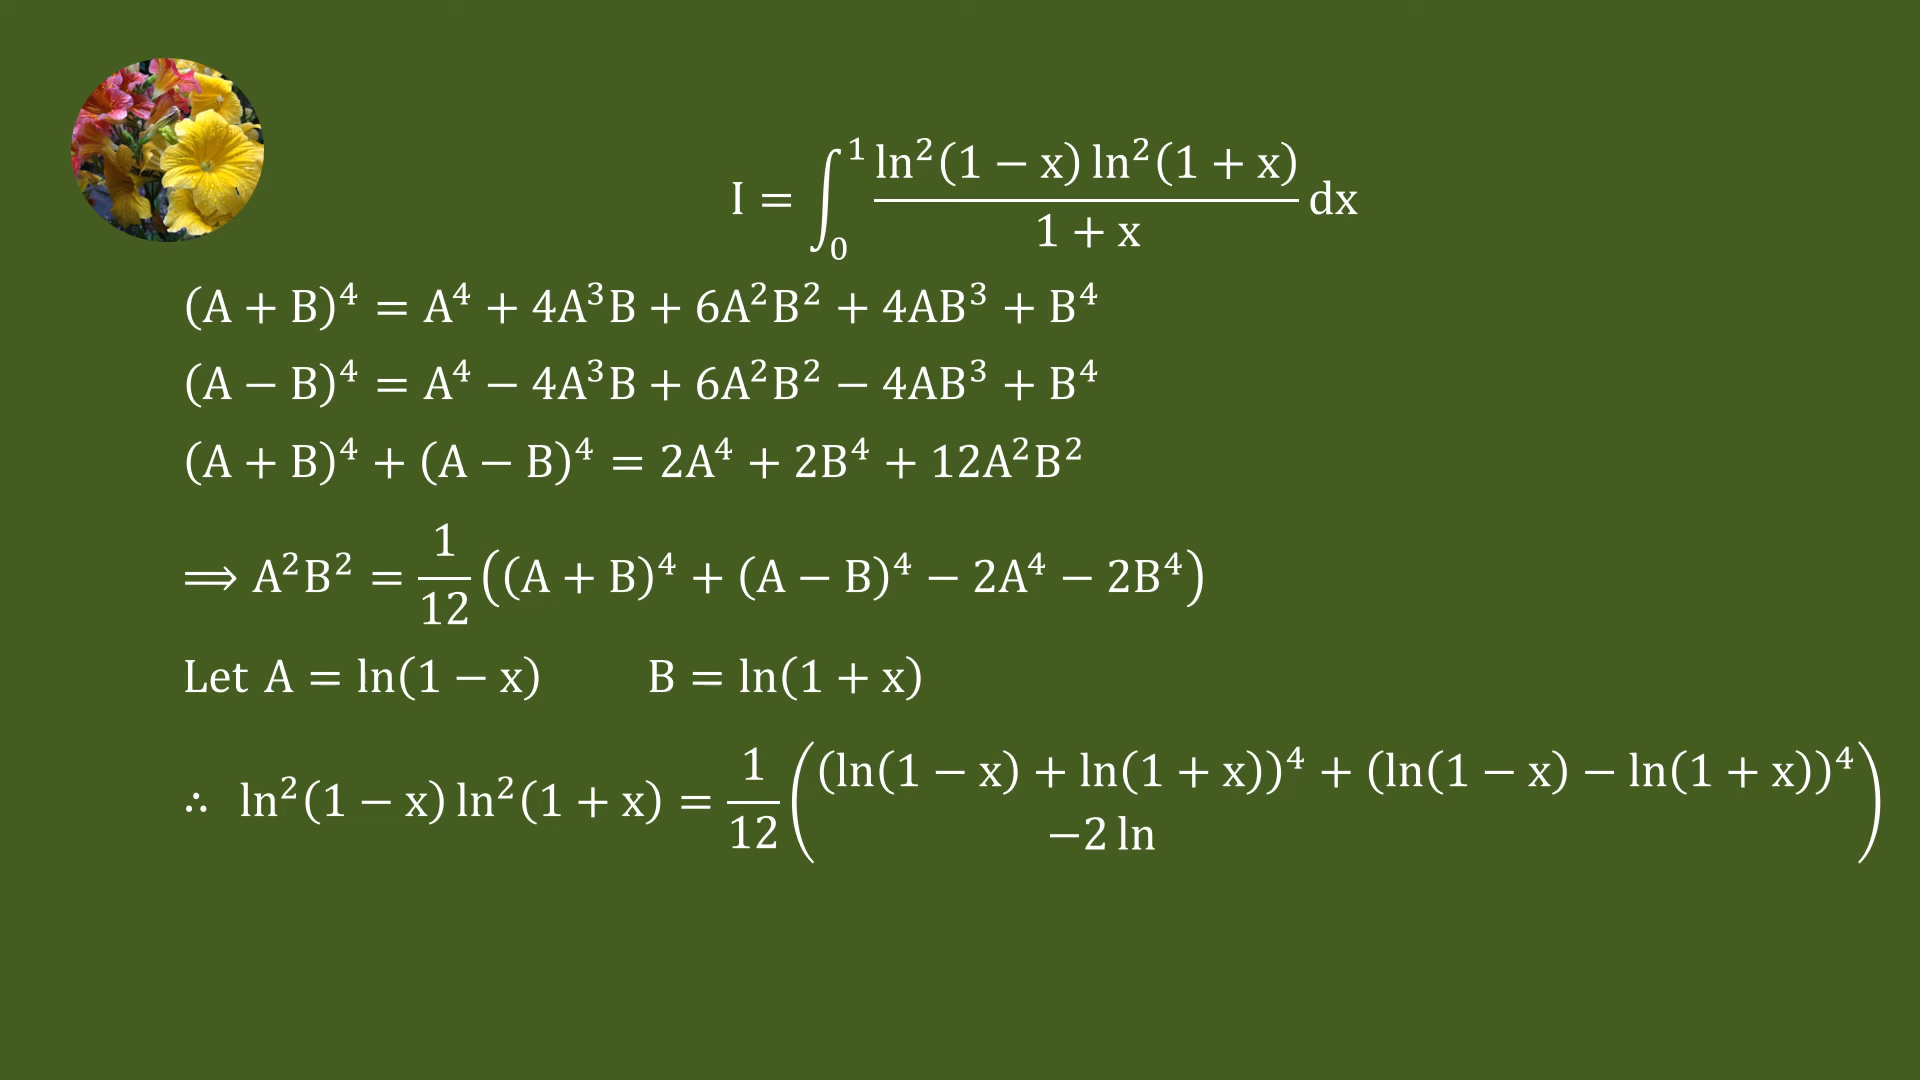 I = ∫₀¹ ln²(1 − x) ln²(1 + x) / (1 + x) dx
(A + B)⁴ = A⁴ + 4A³B + 6A²B² + 4AB³ + B⁴
(A − B)⁴ = A⁴ − 4A³B + 6A²B² − 4AB³ + B⁴
(A + B)⁴ + (A − B)⁴ = 2A⁴ + 2B⁴ + 12A²B²
⟹ A²B² = 1/12 ((A + B)⁴ + (A − B)⁴ − 2A⁴ − 2B⁴)
Let A = ln(1 − x) B = ln(1 + x)
∴ ln²(1 − x) ln²(1 + x) = 1/12 ((ln(1 − x) + ln(1 + x))⁴ + (ln(1 − x) − ln(1 + x))⁴
−2 ln)